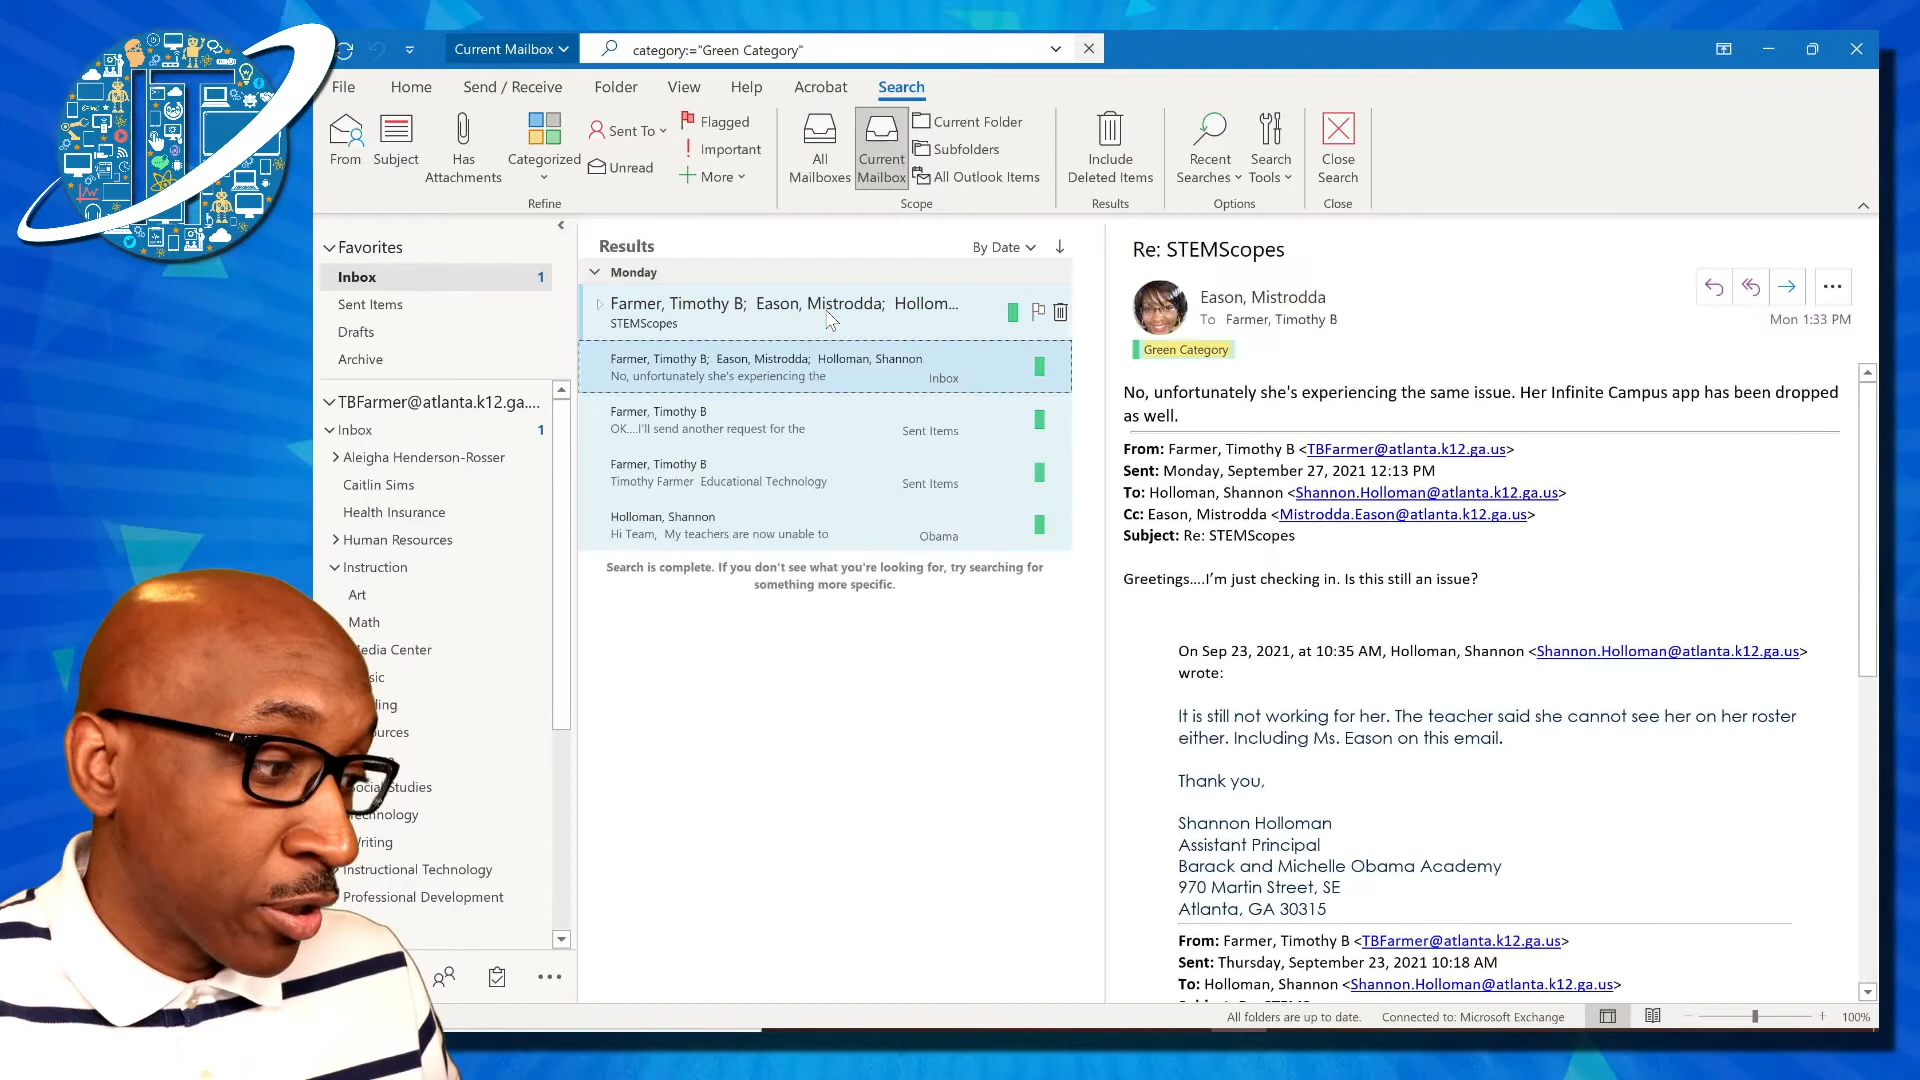 IT
Current Mailbox
category:="Green Category"
File
Home
Send / Receive
Folder
View
Help
Acrobat
Search
From
Subject
Has
Attachments
Categorized
Sent To
Unread
Flagged
Important
More
Refine
All
Mailboxes
Current
Mailbox
Current Folder
Subfolders
All Outlook Items
Scope
Include
Deleted Items
Results
Recent
Searches
Search
Tools
Options
Close
Search
Close
Favorites
Inbox 1
Sent Items
Drafts
Archive
TBFarmer@atlanta.k12.ga....
Inbox 1
Aleigha Henderson-Rosser
Caitlin Sims
Health Insurance
Human Resources
Instruction
Art
Math
edia Center
sic
ling
ources
Social Studies
echnology
riting
Instructional Technology
Professional Development
Results
By Date
Monday
Farmer, Timothy B; Eason, Mistrodda; Hollom...
STEMScopes
Farmer, Timothy B; Eason, Mistrodda; Holloman, Shannon
No, unfortunately she's experiencing the
Inbox
Farmer, Timothy B
OK....I'll send another request for the
Sent Items
Farmer, Timothy B
Timothy Farmer Educational Technology
Sent Items
Holloman, Shannon
Hi Team, My teachers are now unable to
Obama
Search is complete. If you don't see what you're looking for, try searching for
something more specific.
Re: STEMScopes
Eason, Mistrodda
To Farmer, Timothy B
Mon 1:33 PM
Green Category
No, unfortunately she's experiencing the same issue. Her Infinite Campus app has been dropped
as well.
From: Farmer, Timothy B <TBFarmer@atlanta.k12.ga.us>
Sent: Monday, September 27, 2021 12:13 PM
To: Holloman, Shannon <Shannon.Holloman@atlanta.k12.ga.us>
Cc: Eason, Mistrodda <Mistrodda.Eason@atlanta.k12.ga.us>
Subject: Re: STEMScopes
Greetings....I'm just checking in. Is this still an issue?
On Sep 23, 2021, at 10:35 AM, Holloman, Shannon <Shannon.Holloman@atlanta.k12.ga.us>
wrote:
It is still not working for her. The teacher said she cannot see her on her roster
either. Including Ms. Eason on this email.
Thank you,
Shannon Holloman
Assistant Principal
Barack and Michelle Obama Academy
970 Martin Street, SE
Atlanta, GA 30315
From: Farmer, Timothy B <TBFarmer@atlanta.k12.ga.us>
Sent: Thursday, September 23, 2021 10:18 AM
To: Holloman, Shannon <Shannon.Holloman@atlanta.k12.ga.us>
All folders are up to date.
Connected to: Microsoft Exchange
100%